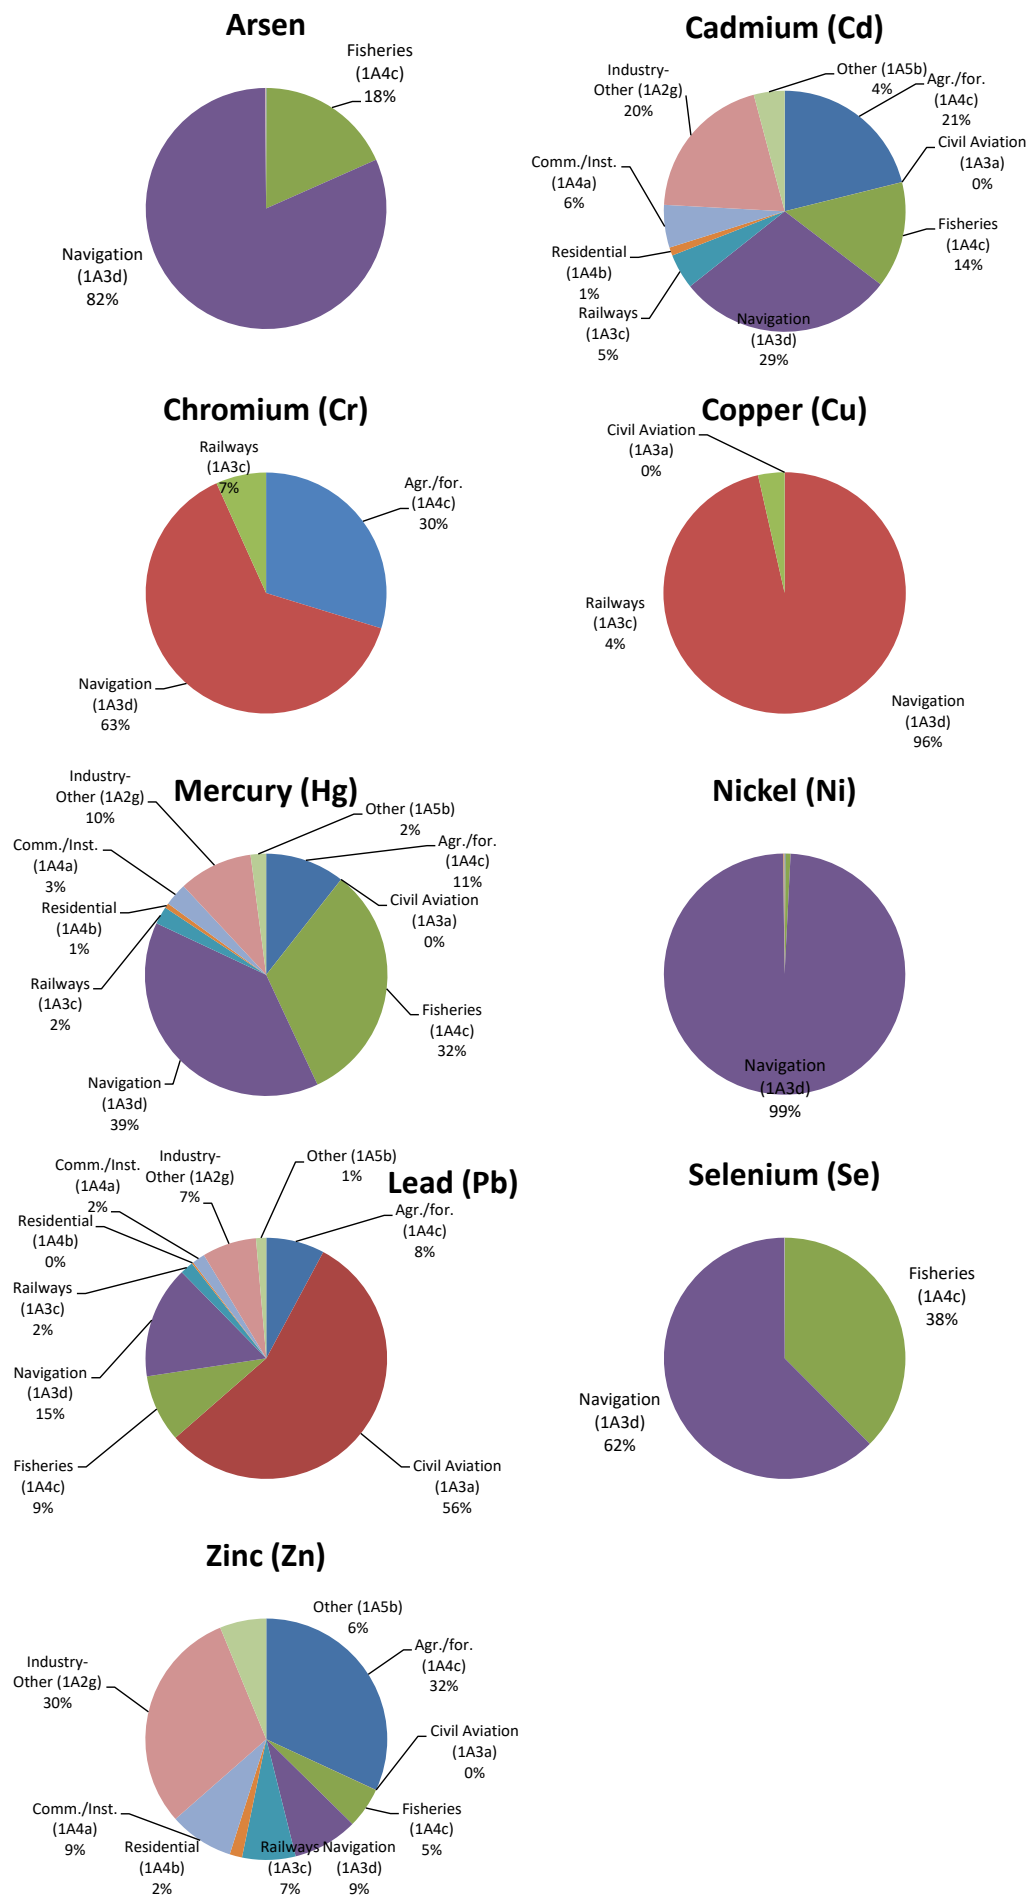 Arsen
Fisheries
(1A4c)
18%
Navigation
(1A3d)
82%
Cadmium (Cd)
Other (1A5b)
4%
Agr./for.
(1A4c)
21%
Civil Aviation
(1A3a)
0%
Fisheries
(1A4c)
14%
Navigation
(1A3d)
29%
Railways
(1A3c)
5%
Residential
(1A4b)
1%
Comm./Inst.
(1A4a)
6%
Industry-
Other (1A2g)
20%
Chromium (Cr)
Railways
(1A3c)
7%
Agr./for.
(1A4c)
30%
Navigation
(1A3d)
63%
Copper (Cu)
Civil Aviation
(1A3a)
0%
Railways
(1A3c)
4%
Navigation
(1A3d)
96%
Mercury (Hg)
Industry-
Other (1A2g)
10%
Other (1A5b)
2%
Agr./for.
(1A4c)
11%
Civil Aviation
(1A3a)
0%
Fisheries
(1A4c)
32%
Navigation
(1A3d)
39%
Railways
(1A3c)
2%
Residential
(1A4b)
1%
Comm./Inst.
(1A4a)
3%
Nickel (Ni)
Navigation
(1A3d)
99%
Lead (Pb)
Industry-
Other (1A2g)
7%
Other (1A5b)
1%
Agr./for.
(1A4c)
8%
Civil Aviation
(1A3a)
56%
Fisheries
(1A4c)
9%
Navigation
(1A3d)
15%
Railways
(1A3c)
2%
Residential
(1A4b)
0%
Comm./Inst.
(1A4a)
2%
Selenium (Se)
Fisheries
(1A4c)
38%
Navigation
(1A3d)
62%
Zinc (Zn)
Other (1A5b)
6%
Agr./for.
(1A4c)
32%
Civil Aviation
(1A3a)
0%
Fisheries
(1A4c)
5%
Navigation
(1A3d)
9%
Railways
(1A3c)
7%
Residential
(1A4b)
2%
Comm./Inst.
(1A4a)
9%
Industry-
Other (1A2g)
30%